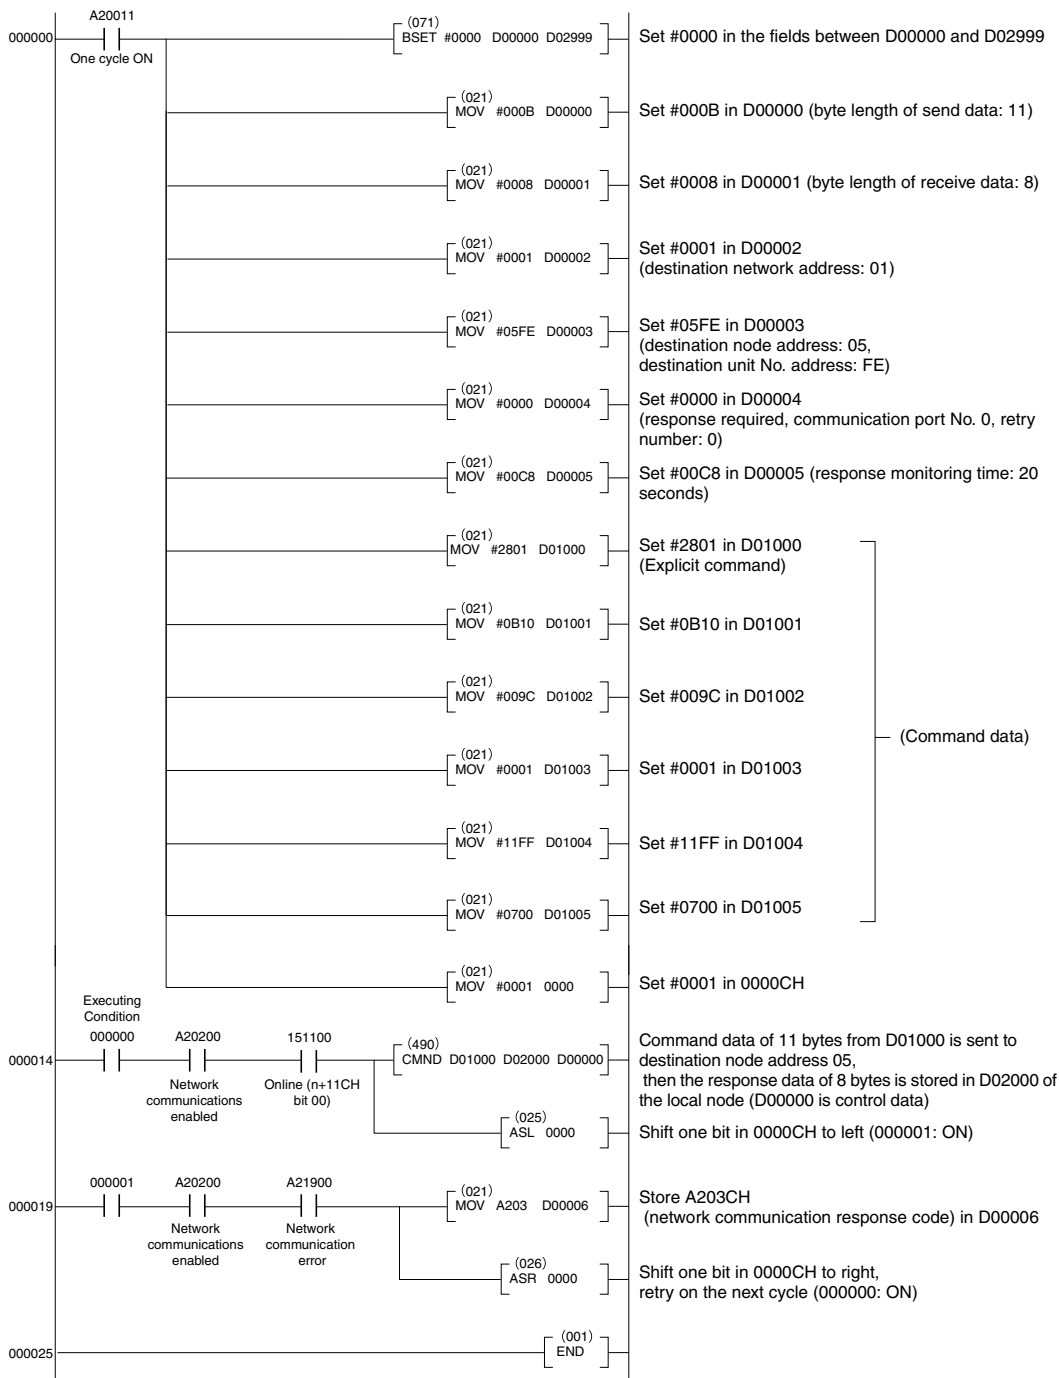 A20011
000000
One cycle ON
(071)
BSET #0000 D00000 D02999
Set #0000 in the fields between D00000 and D02999
(021)
MOV #000B D00000
Set #000B in D00000 (byte length of send data: 11)
(021)
MOV #0008 D00001
Set #0008 in D00001 (byte length of receive data: 8)
(021)
MOV #0001 D00002
Set #0001 in D00002
(destination network address: 01)
(021)
MOV #05FE D00003
Set #05FE in D00003
(destination node address: 05,
destination unit No. address: FE)
(021)
MOV #0000 D00004
Set #0000 in D00004
(response required, communication port No. 0, retry
number: 0)
(021)
MOV #00C8 D00005
Set #00C8 in D00005 (response monitoring time: 20
seconds)
(021)
MOV #2801 D01000
Set #2801 in D01000
(Explicit command)
(021)
MOV #0B10 D01001
Set #0B10 in D01001
(021)
MOV #009C D01002
Set #009C in D01002
(Command data)
(021)
MOV #0001 D01003
Set #0001 in D01003
(021)
MOV #11FF D01004
Set #11FF in D01004
(021)
MOV #0700 D01005
Set #0700 in D01005
(021)
MOV #0001 0000
Set #0001 in 0000CH
Executing
Condition
000000
A20200
151100
000014
Network
communications
enabled
Online (n+11CH
bit 00)
(490)
CMND D01000 D02000 D00000
Command data of 11 bytes from D01000 is sent to
destination node address 05,
then the response data of 8 bytes is stored in D02000 of
the local node (D00000 is control data)
(025)
ASL 0000
Shift one bit in 0000CH to left (000001: ON)
000001
A20200
A21900
000019
Network
communications
enabled
Network
communication
error
(021)
MOV A203 D00006
Store A203CH
(network communication response code) in D00006
(026)
ASR 0000
Shift one bit in 0000CH to right,
retry on the next cycle (000000: ON)
000025
(001)
END